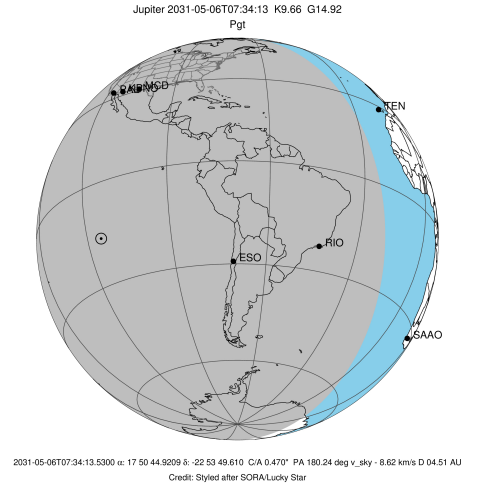 Jupiter 2031-05-06T07:34:13 K9.66 G14.92
Pgt
MCD
TEN
RIO
ESO
SAAO
2031-05-06T07:34:13.5300 α: 17 50 44.9209 δ: -22 53 49.610 C/A 0.470" PA 180.24 deg v_sky - 8.62 km/s D 04.51 AU
Credit: Styled after SORA/Lucky Star